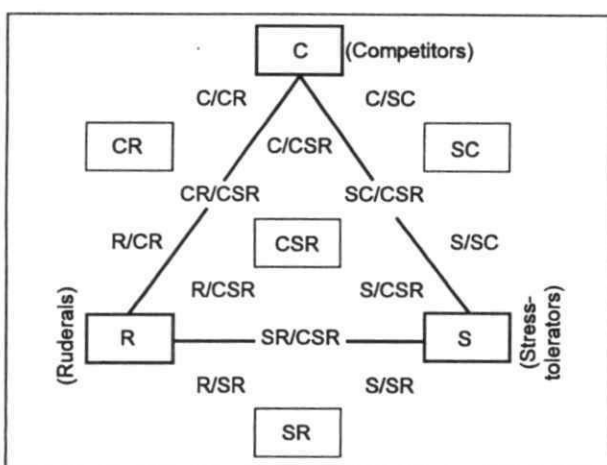 C (Competitors)
C/CR C/SC
CR C/CSR SC
CR/CSR SC/CSR
R/CR CSR S/SC
R/CSR S/CSR
(Ruderals) R SR/CSR S (Stress-
tolerators)
R/SR S/SR
SR